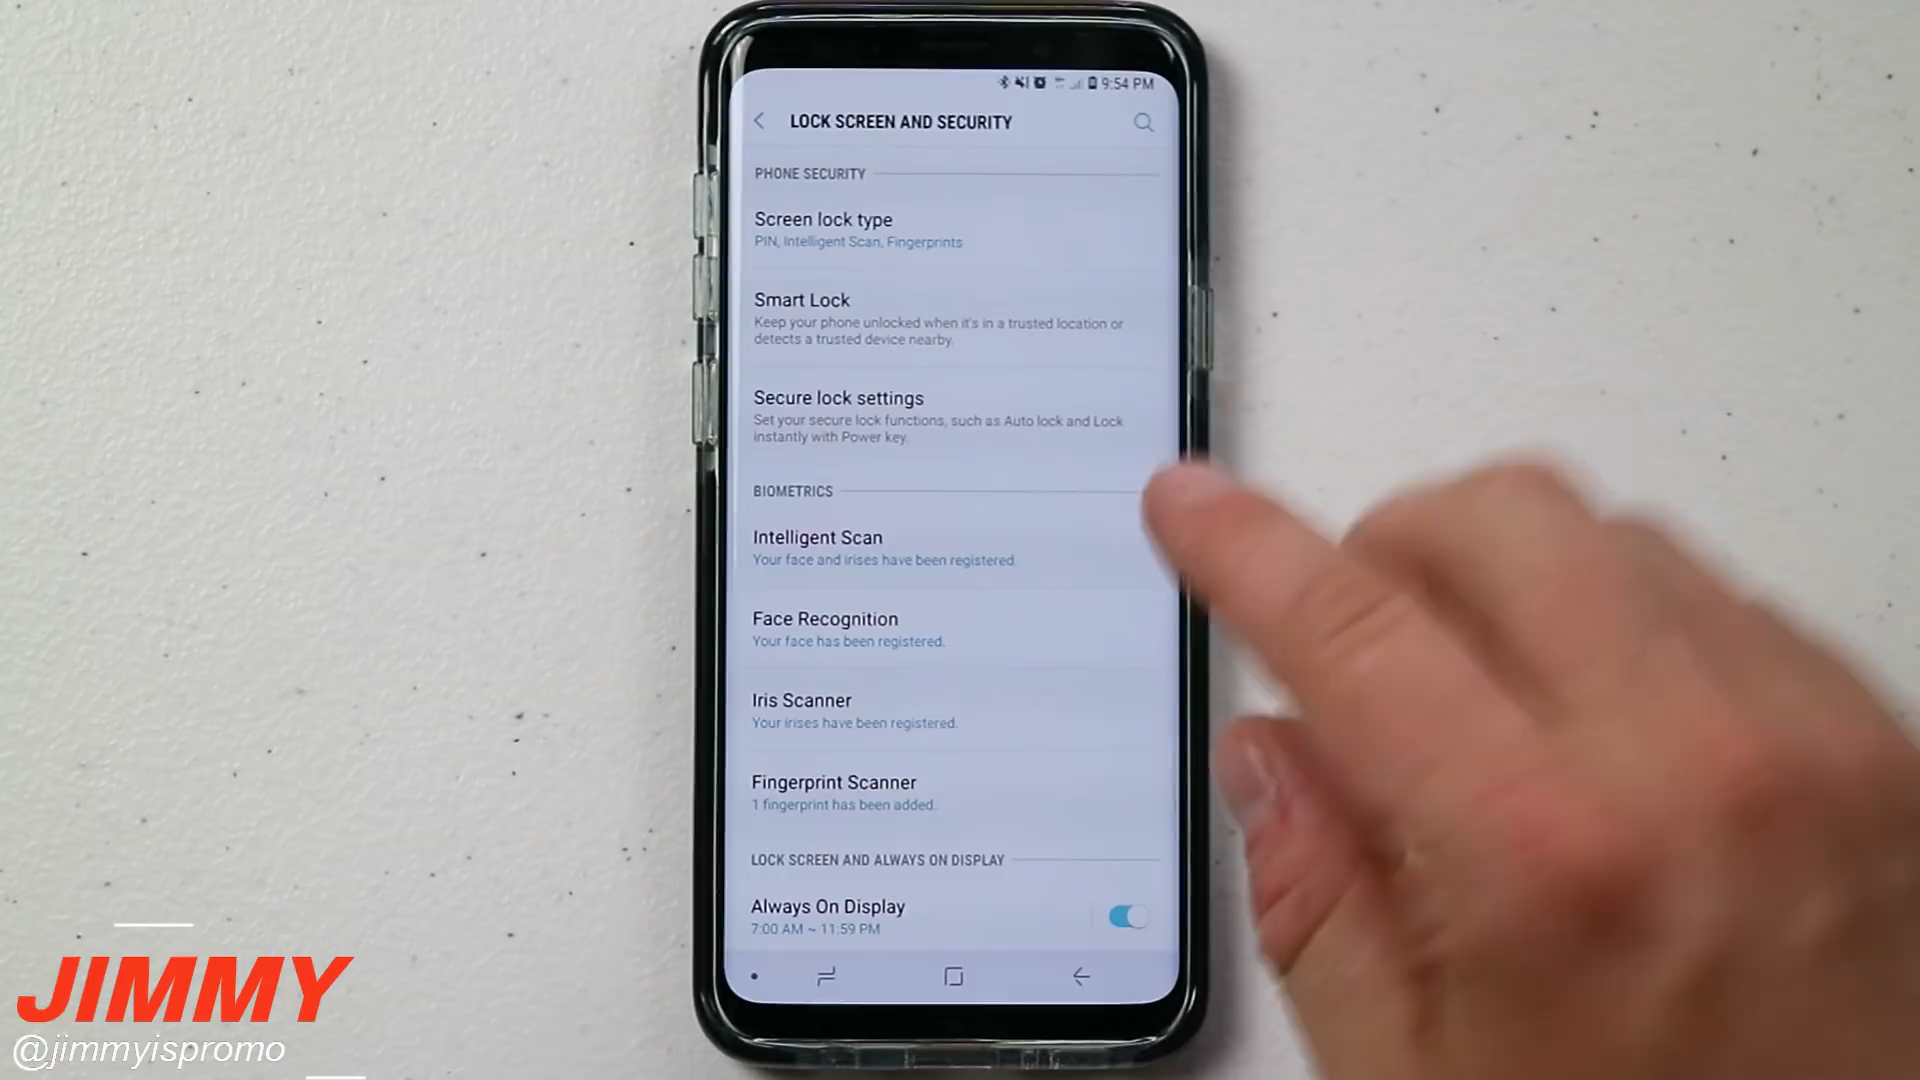 9:54 PM
LOCK SCREEN AND SECURITY
PHONE SECURITY
Screen lock type
PIN, Intelligent Scan, Fingerprints
Smart Lock
Keep your phone unlocked when it's in a trusted location or
detects a trusted device nearby.
Secure lock settings
Set your secure lock functions, such as Auto lock and Lock
instantly with Power key.
BIOMETRICS
Intelligent Scan
Your face and irises have been registered.
Face Recognition
Your face has been registered.
Iris Scanner
Your irises have been registered.
Fingerprint Scanner
1 fingerprint has been added.
LOCK SCREEN AND ALWAYS ON DISPLAY
Always On Display
7:00 AM ~ 11:59 PM
JIMMY
@jimmyispromo